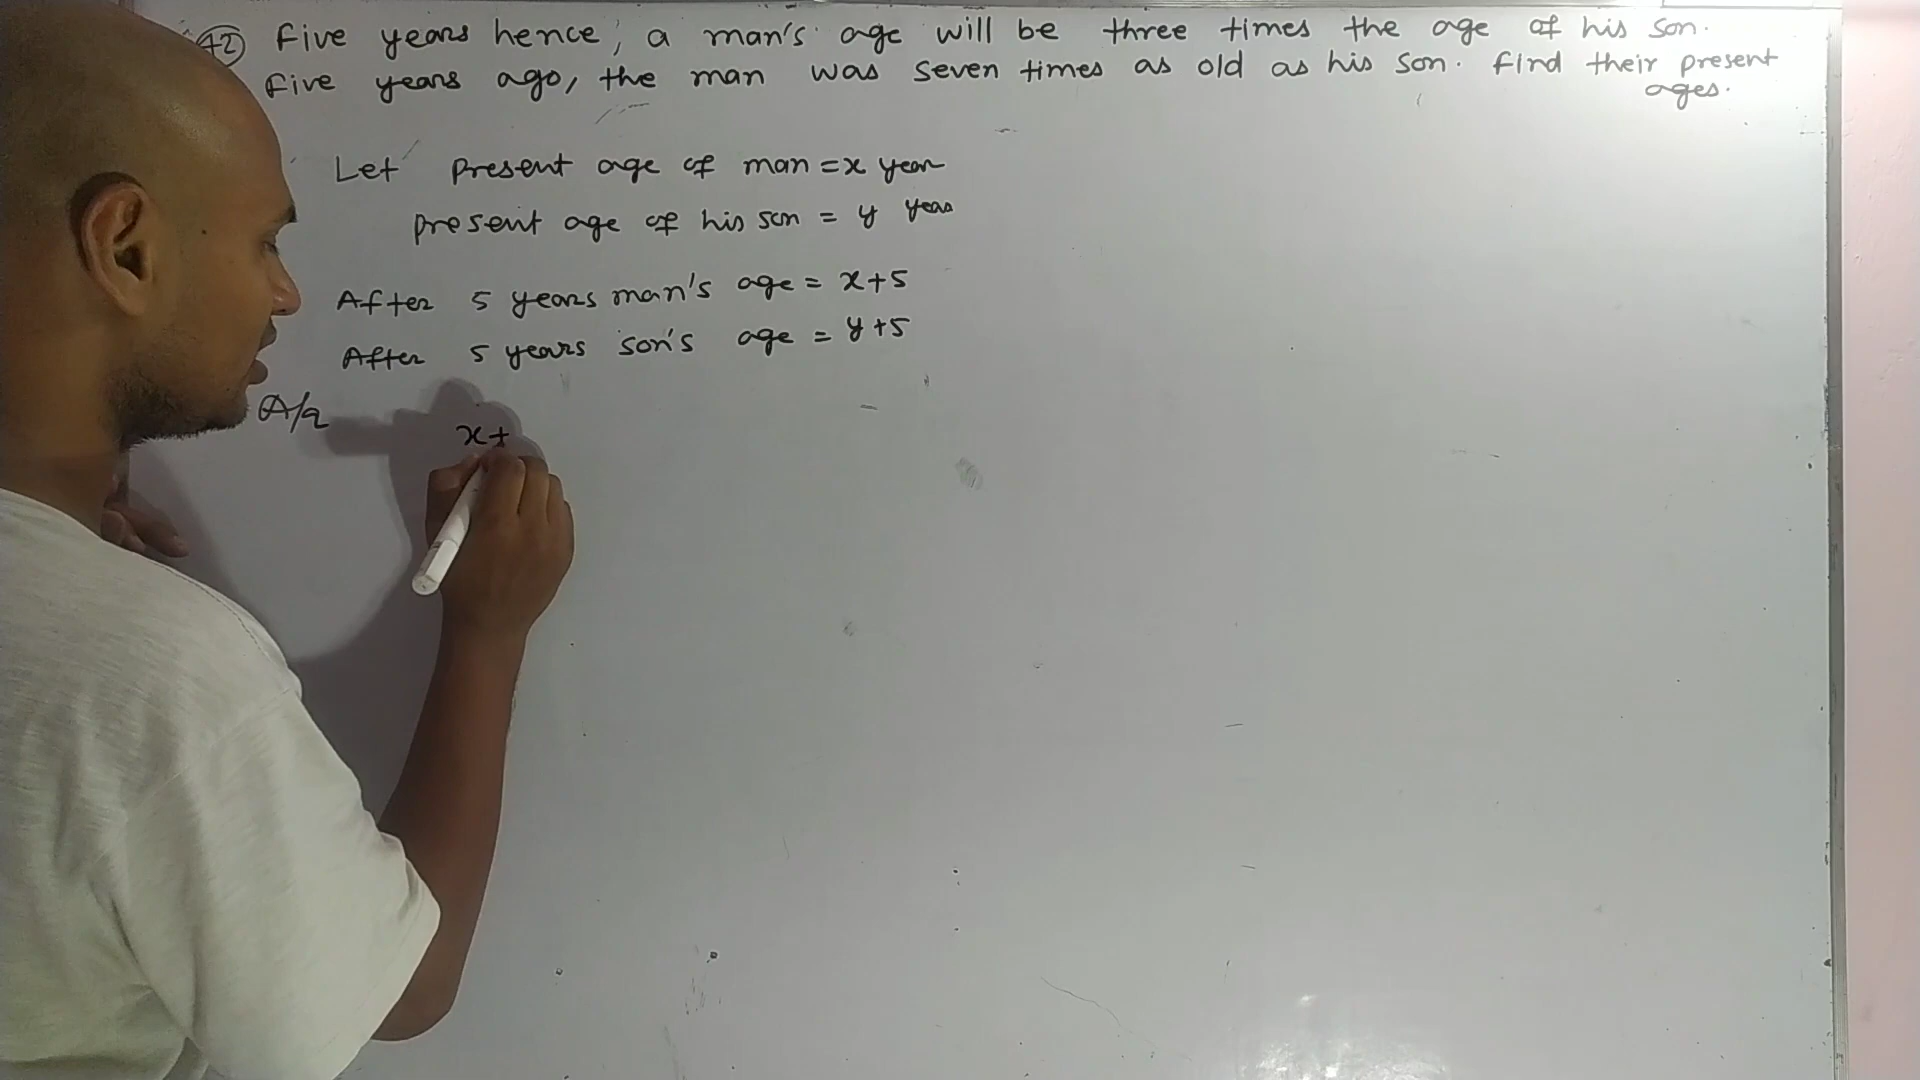 42 Five years hence, a man's age will be three times the age of his son.
Five years ago, the man was seven times as old as his son. Find their present
ages.
Let present age of man = x year
present age of his son = y years
After 5 years man's age = x+5
After 5 years son's age = y+5
A/q
x+